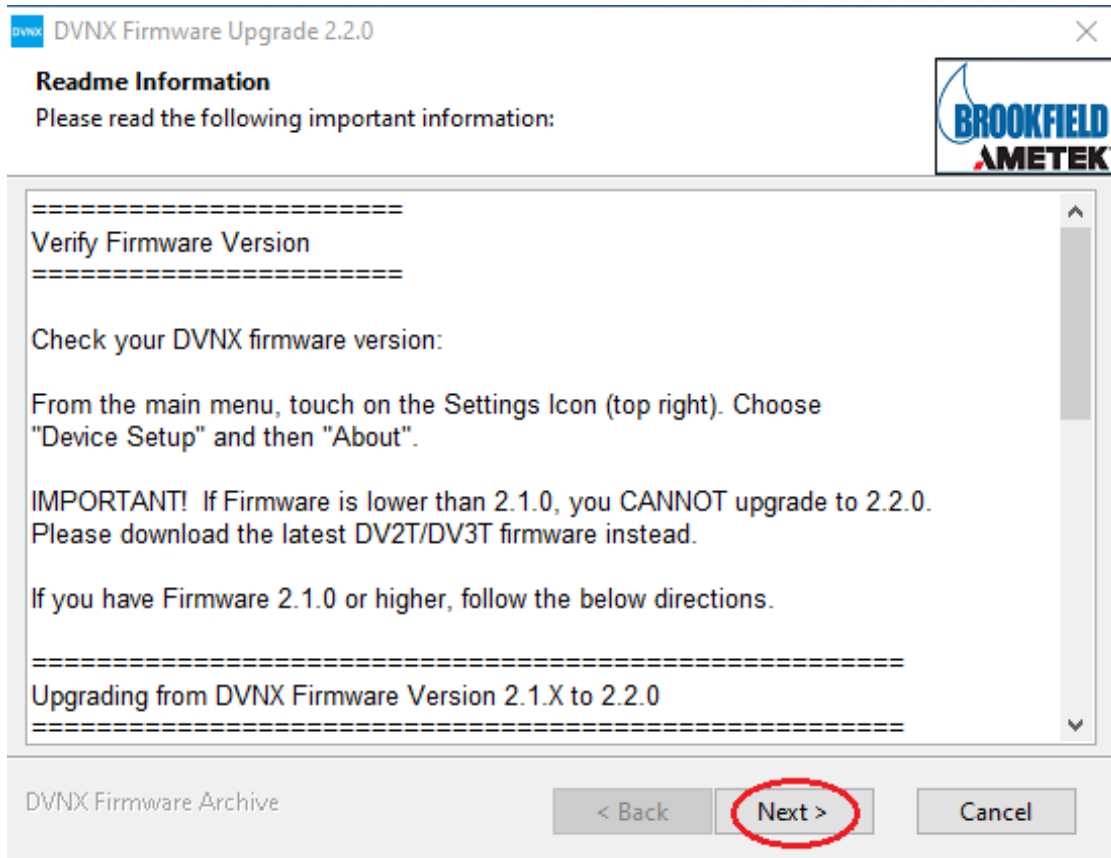 DVNX DVNX Firmware Upgrade 2.2.0
Readme Information
Please read the following important information:
BROOKFIELD
AMETEK
=======================
Verify Firmware Version
=======================
Check your DVNX firmware version:
From the main menu, touch on the Settings Icon (top right). Choose
"Device Setup" and then "About".
IMPORTANT!  If Firmware is lower than 2.1.0, you CANNOT upgrade to 2.2.0.
Please download the latest DV2T/DV3T firmware instead.
If you have Firmware 2.1.0 or higher, follow the below directions.
======================================================
Upgrading from DVNX Firmware Version 2.1.X to 2.2.0
======================================================
DVNX Firmware Archive
< Back Next > Cancel